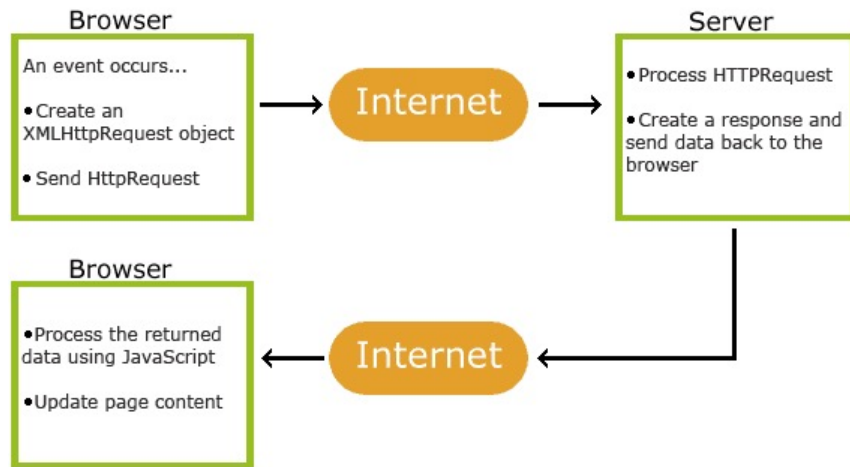 Browser
An event occurs...
•Create an
XMLHttpRequest object
• Send HttpRequest
Internet
Server
•Process HTTPRequest
•Create a response and
send data back to the
browser
Browser
•Process the returned
data using JavaScript
•Update page content
Internet